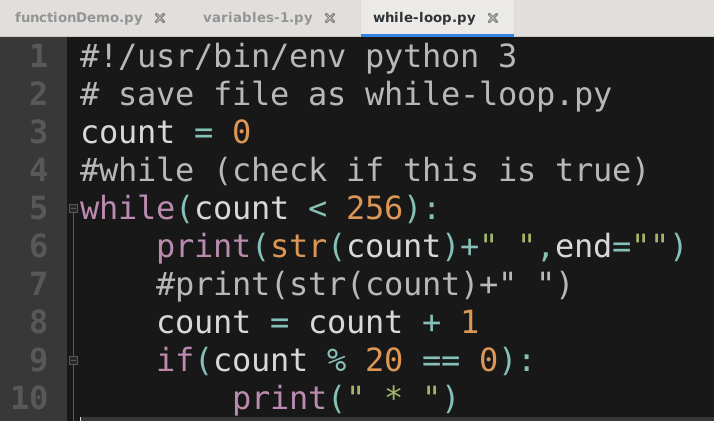 functionDemo.py × variables-1.py × while-loop.py ×
1 #!/usr/bin/env python 3
2 # save file as while-loop.py
3 count = 0
4 #while (check if this is true)
5 while(count < 256):
6     print(str(count)+" ",end="")
7     #print(str(count)+" ")
8     count = count + 1
9     if(count % 20 == 0):
10         print(" * ")